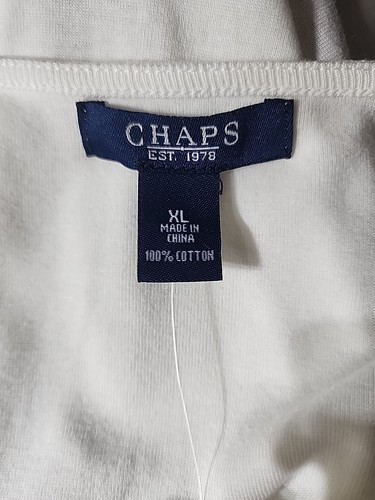 CHAPS
EST. 1978
XL
MADE IN
CHINA
100% COTTON